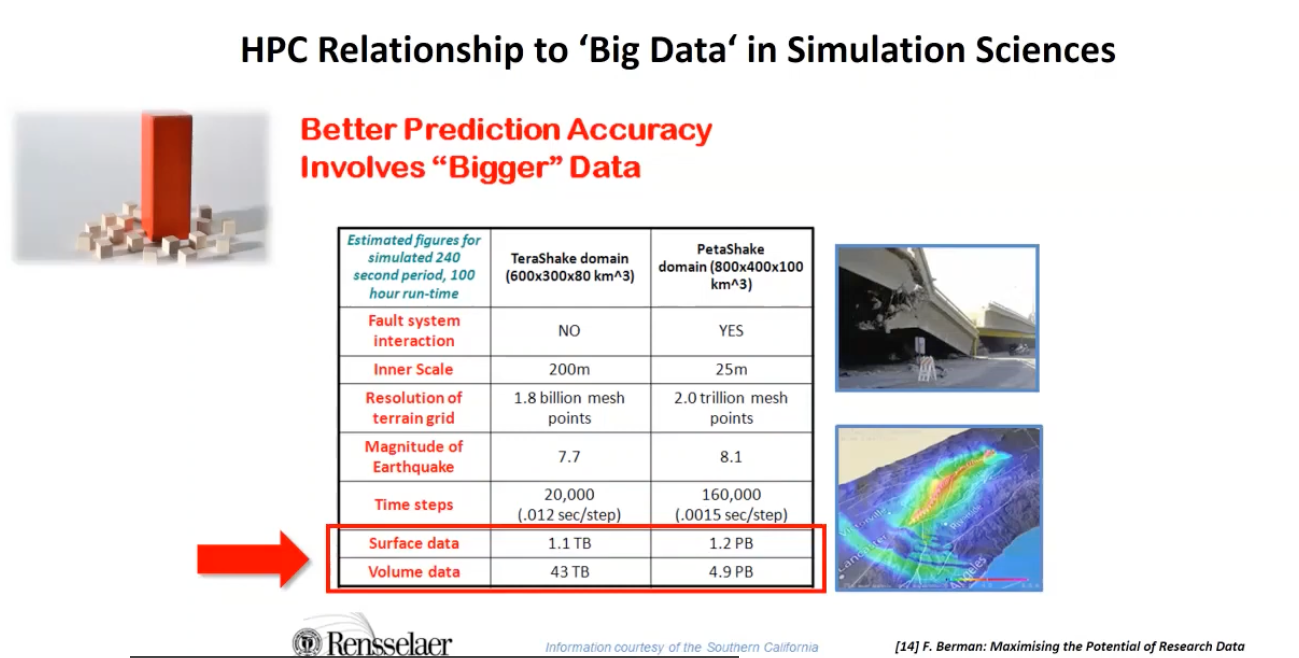 HPC Relationship to ‘Big Data‘ in Simulation Sciences
Better Prediction Accuracy
Involves “Bigger” Data
Estimated figures for
simulated 240
second period, 100
hour run-time
TeraShake domain
(600x300x80 km^3)
PetaShake
domain (800x400x100
km^3)
Fault system
interaction
NO
YES
Inner Scale
200m
25m
Resolution of
terrain grid
1.8 billion mesh
points
2.0 trillion mesh
points
Magnitude of
Earthquake
7.7
8.1
Time steps
20,000
(.012 sec/step)
160,000
(.0015 sec/step)
Surface data
1.1 TB
1.2 PB
Volume data
43 TB
4.9 PB
Victorville
Riverside
Lancaster
Angeles
Rensselaer
Information courtesy of the Southern California
[14] F. Berman: Maximising the Potential of Research Data